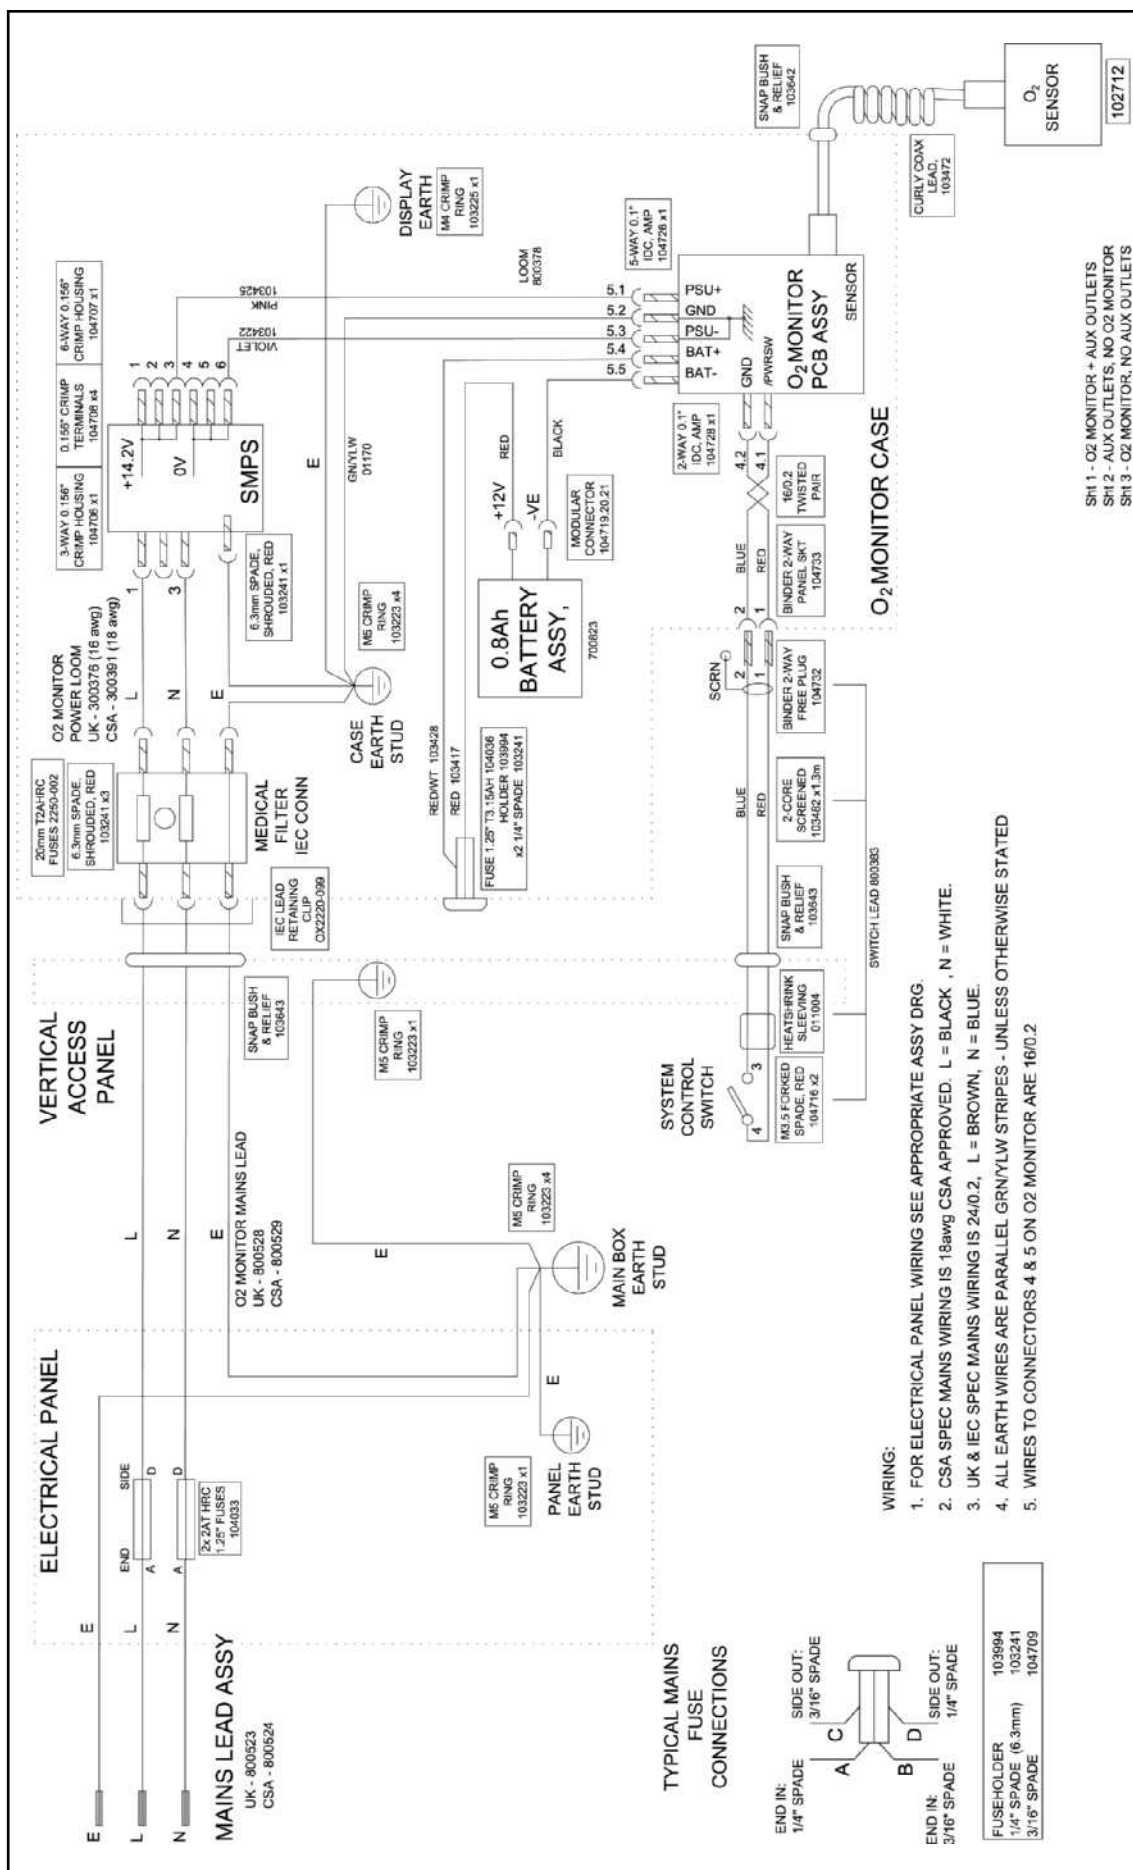 ELECTRICAL PANEL
VERTICAL
ACCESS
PANEL
E
L
N
MAINS LEAD ASSY
UK - 800523
CSA - 800524
E
L
N
END
SIDE
A
D
A
D
2x 2AT HRC
1.25" FUSES
104033
L
N
E
O2 MONITOR MAINS LEAD
UK - 800528
CSA - 800529
M5 CRIMP
RING
103223 x1
PANEL
EARTH
STUD
E
E
M5 CRIMP
RING
103223 x4
MAIN BOX
EARTH
STUD
SNAP BUSH
& RELIEF
103643
M5 CRIMP
RING
103223 x1
IEC LEAD
RETAINING
CLIP
OX2220-099
20mm T2AHRC
FUSES 2250-002
6.3mm SPADE,
SHROUDED, RED
103241 x3
MEDICAL
FILTER
IEC CONN
O2 MONITOR
POWER LOOM
UK - 300376 (16 awg)
CSA - 300391 (18 awg)
L
N
E
1
3
3-WAY 0.156"
CRIMP HOUSING
104706 x1
0.156" CRIMP
TERMINALS
104708 x4
6-WAY 0.156"
CRIMP HOUSING
104707 x1
+14.2V
0V
SMPS
1
2
3
4
5
6
6.3mm SPADE,
SHROUDED, RED
103241 x1
M5 CRIMP
RING
103223 x4
CASE
EARTH
STUD
E
GN/YLW
01170
VIOLET
103422
PINK
103425
DISPLAY
EARTH
M4 CRIMP
RING
103225 x1
LOOM
800378
RED/WT 103428
RED 103417
FUSE 1.25" T3.15AH 104036
HOLDER 103994
x2 1/4" SPADE 103241
0.8Ah
BATTERY
ASSY,
700823
+12V
-VE
RED
BLACK
MODULAR
CONNECTOR
104719.20.21
5-WAY 0.1"
IDC, AMP
104726 x1
5.1
5.2
5.3
5.4
5.5
PSU+
GND
PSU-
BAT+
BAT-
GND
/PWRSW
O2 MONITOR
PCB ASSY
SENSOR
2-WAY 0.1"
IDC, AMP
104728 x1
4.2
4.1
16/0.2
TWISTED
PAIR
BLUE
RED
BINDER 2-WAY
PANEL SKT
104733
2
1
O2 MONITOR CASE
SNAP BUSH
& RELIEF
103642
CURLY COAX
LEAD,
103472
O2
SENSOR
102712
SCRN
2
1
BINDER 2-WAY
FREE PLUG
104732
BLUE
RED
2-CORE
SCREENED
103482 x1.3m
SNAP BUSH
& RELIEF
103643
SWITCH LEAD 800383
HEATSHRINK
SLEEVING
011004
SYSTEM
CONTROL
SWITCH
3
4
M3.5 FORKED
SPADE, RED
104716 x2
TYPICAL MAINS
FUSE
CONNECTIONS
END IN:
1/4" SPADE
SIDE OUT:
3/16" SPADE
A
C
B
D
END IN:
3/16" SPADE
SIDE OUT:
1/4" SPADE
FUSEHOLDER 103994
1/4" SPADE (6.3mm) 103241
3/16" SPADE 104709
WIRING:
1. FOR ELECTRICAL PANEL WIRING SEE APPROPRIATE ASSY DRG.
2. CSA SPEC MAINS WIRING IS 18awg CSA APPROVED. L = BLACK , N = WHITE.
3. UK & IEC SPEC MAINS WIRING IS 24/0.2, L = BROWN, N = BLUE.
4. ALL EARTH WIRES ARE PARALLEL GRN/YLW STRIPES - UNLESS OTHERWISE STATED
5. WIRES TO CONNECTORS 4 & 5 ON O2 MONITOR ARE 16/0.2
Sht 1 - O2 MONITOR + AUX OUTLETS
Sht 2 - AUX OUTLETS, NO O2 MONITOR
Sht 3 - O2 MONITOR, NO AUX OUTLETS